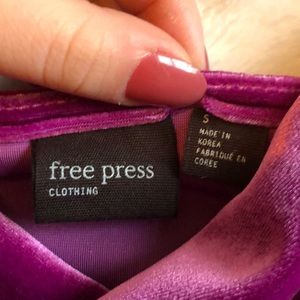 free press
CLOTHING
S
MADE IN
KOREA
FABRIQUÉ EN
CORÉE